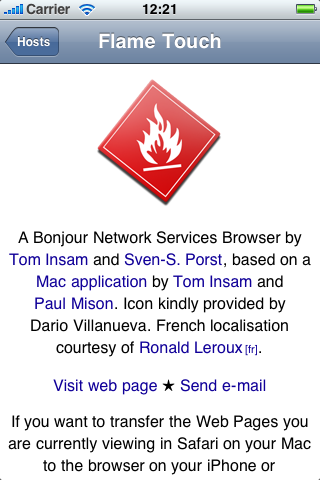 Carrier 12:21
Hosts Flame Touch
A Bonjour Network Services Browser by
Tom Insam and Sven-S. Porst, based on a
Mac application by Tom Insam and
Paul Mison. Icon kindly provided by
Dario Villanueva. French localisation
courtesy of Ronald Leroux [fr].
Visit web page ★ Send e-mail
If you want to transfer the Web Pages you
are currently viewing in Safari on your Mac
to the browser on your iPhone or